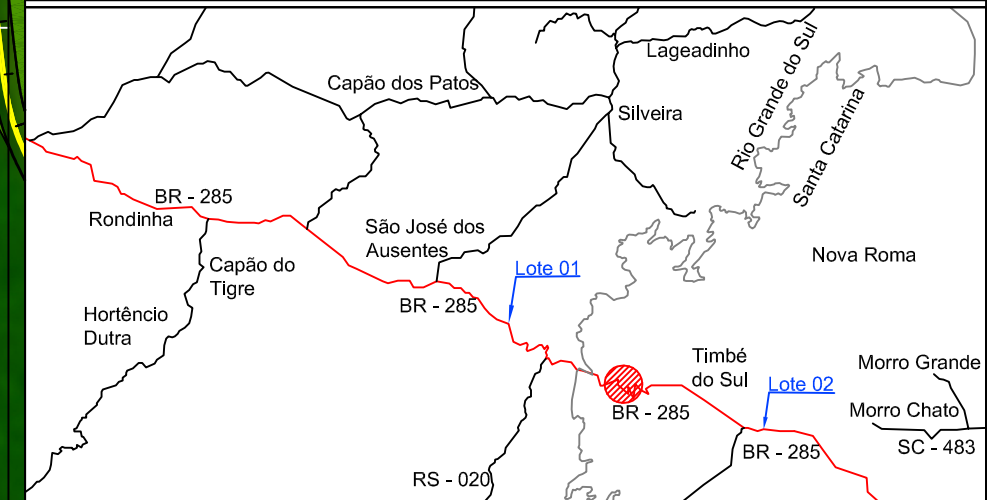 Lageadinho
Capão dos Patos
Silveira
Rio Grande do Sul
Santa Catarina
BR - 285
Rondinha
São José dos
Ausentes
Nova Roma
Capão do
Tigre
Lote 01
BR - 285
Hortêncio
Dutra
Timbé
do Sul
Morro Grande
Lote 02
BR - 285
Morro Chato
SC - 483
BR - 285
RS - 020